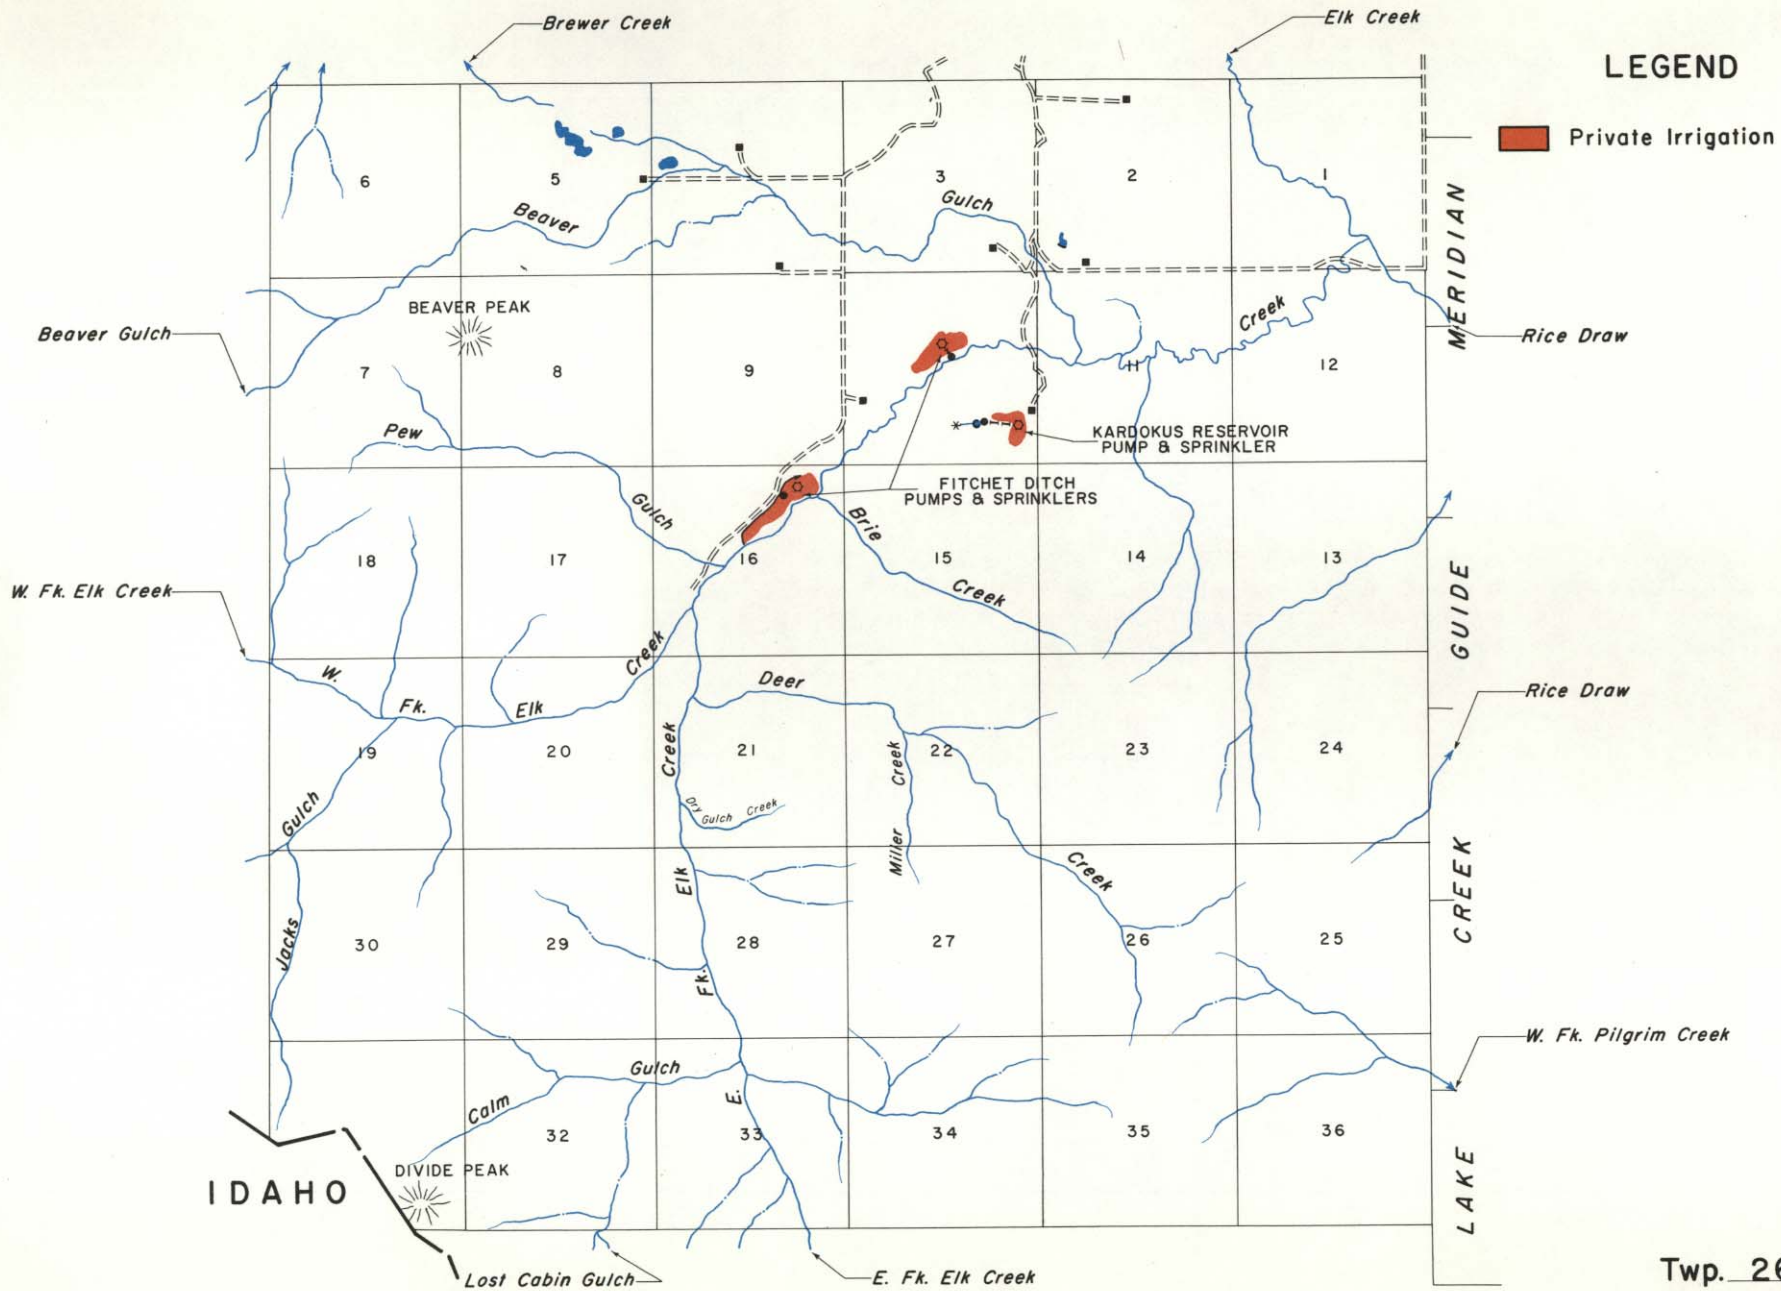 Brewer Creek
Elk Creek
LEGEND
Private Irrigation
6
5
3
2
1
Beaver
Gulch
MERIDIAN
BEAVER PEAK
Creek
Beaver Gulch
Rice Draw
7
8
9
11
12
Pew
KARDOKUS RESERVOIR
PUMP & SPRINKLER
FITCHET DITCH
PUMPS & SPRINKLERS
Gulch
Brie
Creek
18
17
16
15
14
13
W. Fk. Elk Creek
GUIDE
W.
Fk.
Elk
Creek
Deer
Rice Draw
19
20
Creek
21
Creek
22
23
24
Dry
Gulch Creek
Gulch
Miller
Creek
Elk
CREEK
Jacks
30
29
28
27
26
25
Fk.
W. Fk. Pilgrim Creek
Gulch
Calm
E.
32
33
34
35
36
DIVIDE PEAK
IDAHO
LAKE
Lost Cabin Gulch
E. Fk. Elk Creek
Twp. 26